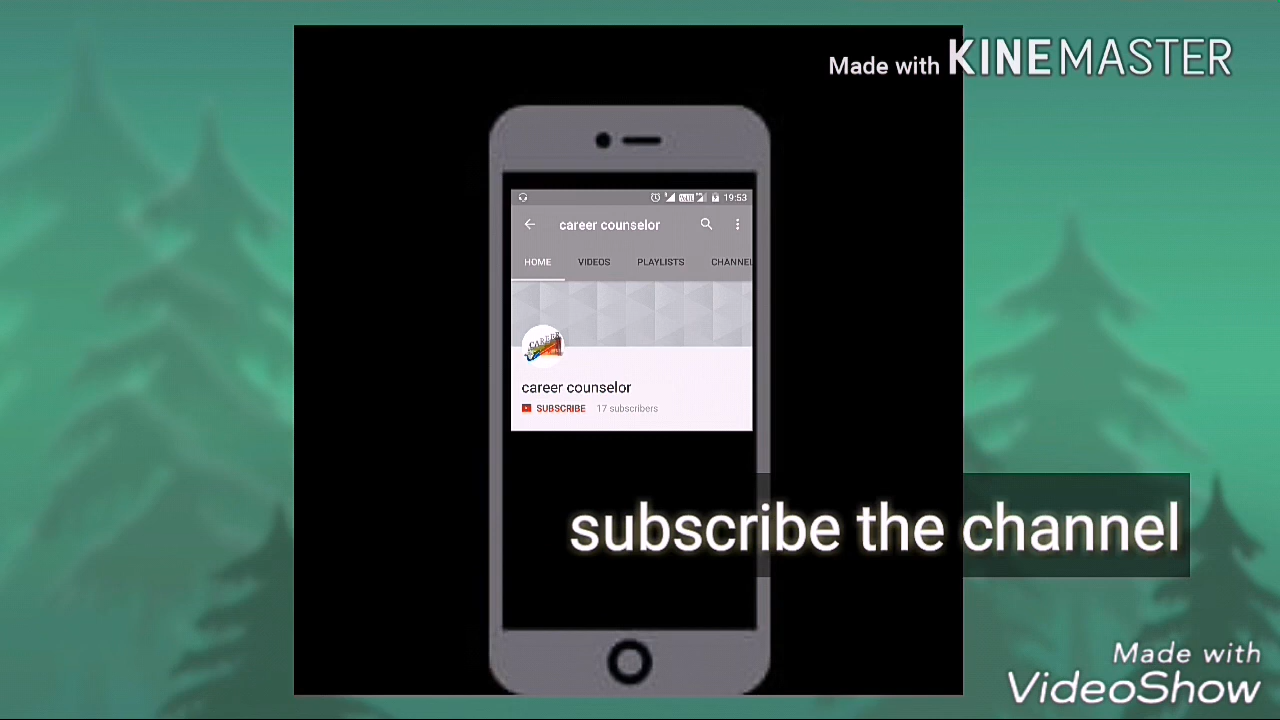 Made with KINEMASTER
19:53
career counselor
HOME VIDEOS PLAYLISTS CHANNEL
CAREER
career counselor
SUBSCRIBE 17 subscribers
subscribe the channel
Made with
VideoShow